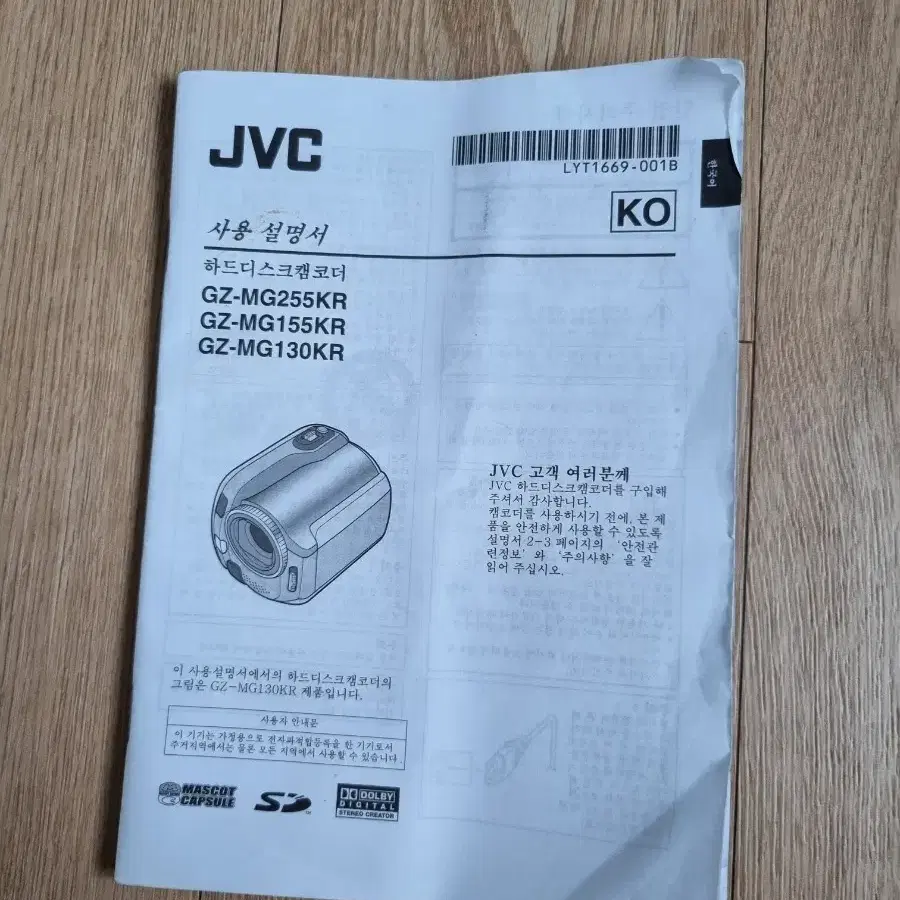 JVC
LYT1669-001B
한국어
KO
사용 설명서
하드디스크캠코더
GZ-MG255KR
GZ-MG155KR
GZ-MG130KR
JVC 고객 여러분께
JVC 하드디스크캠코더를 구입해
주셔서 감사합니다.
캠코더를 사용하시기 전에, 본 제
품을 안전하게 사용할 수 있도록
설명서 2-3 페이지의 '안전관
련정보' 와 '주의사항' 을 잘
읽어 주십시오.
이 사용설명서에서의 하드디스크캠코더의
그림은 GZ-MG130KR 제품입니다.
사용자 안내문
이 기기는 가정용으로 전자파적합등록을 한 기기로서
주거지역에서는 물론 모든 지역에서 사용할 수 있습니다.
MASCOT
CAPSULE
SD
DOLBY
DIGITAL
STEREO CREATOR